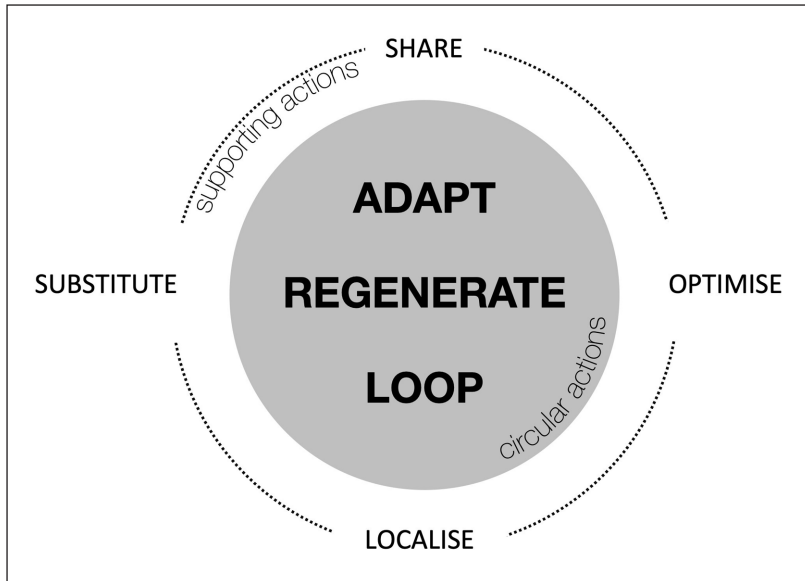 SHARE
supporting actions
ADAPT
SUBSTITUTE
REGENERATE
OPTIMISE
LOOP
circular actions
LOCALISE